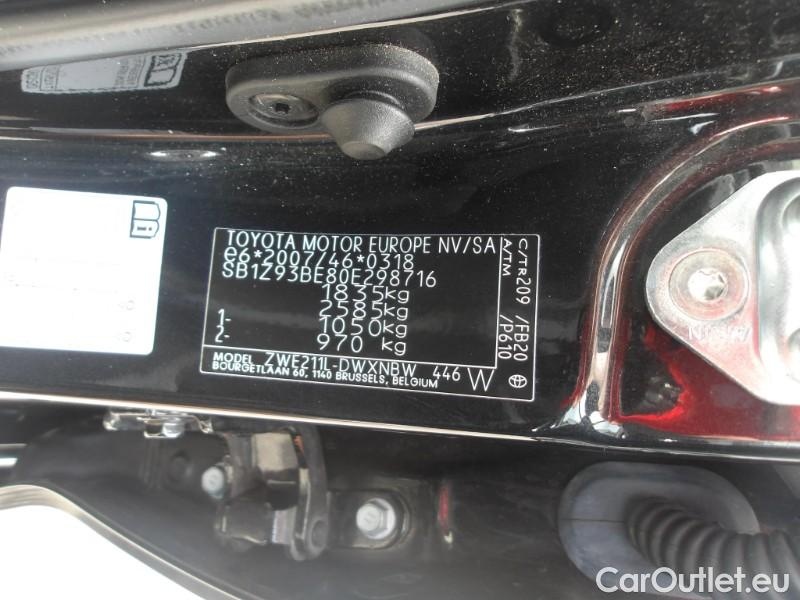 TOYOTA MOTOR EUROPE NV/SA
e6*2007/46*0318
SB1Z93BE80E298716
1835kg
2585kg
1- 1050kg
2- 970 kg
MODEL ZWE211L-DWXNBW 446 W
BOURGETLAAN 60, 1140 BRUSSELS, BELGIUM
C/TR209 /FB20
A/TM /P610
CarOutlet.eu